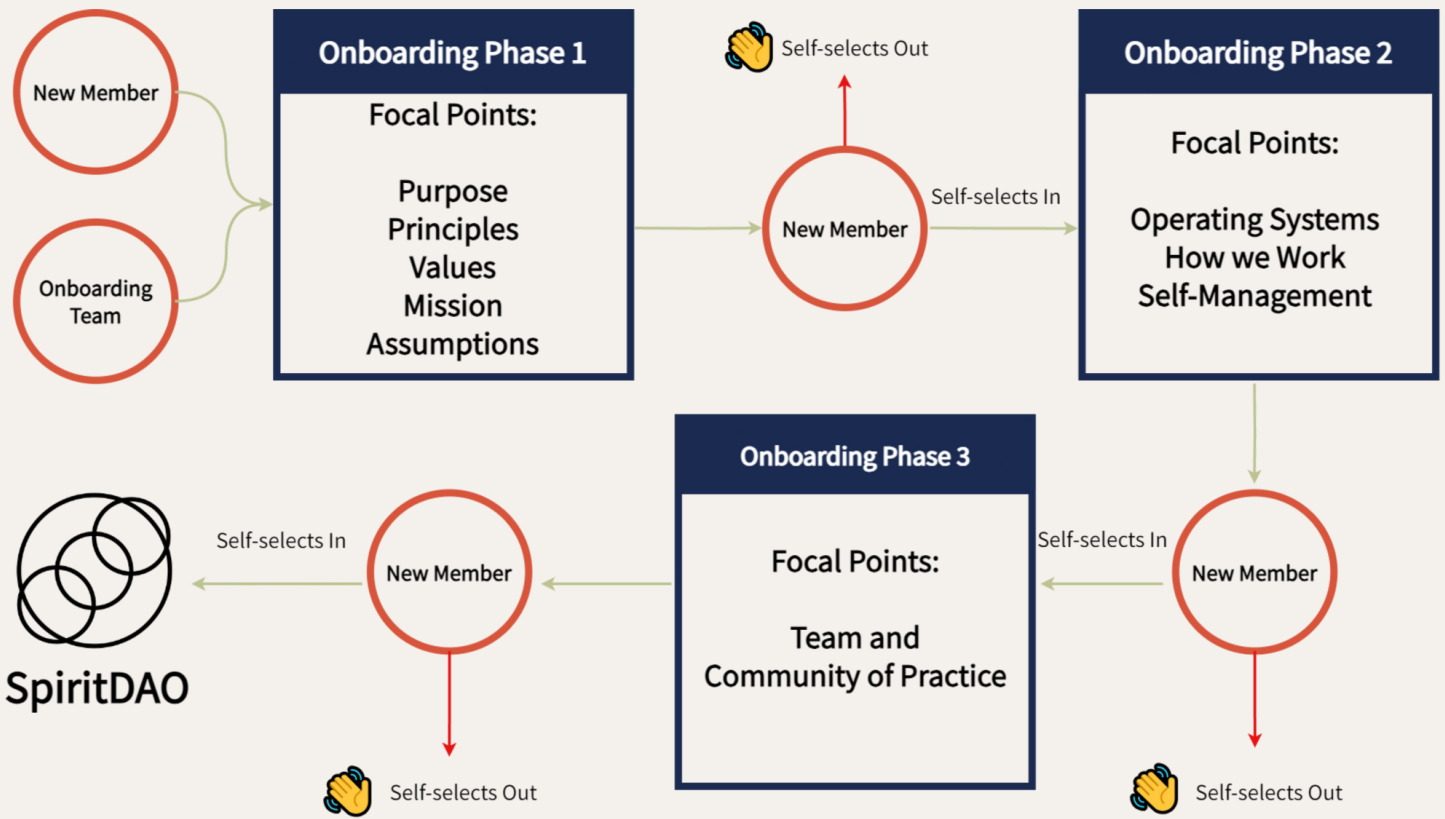 New Member
Onboarding
Team
Onboarding Phase 1
Focal Points:
Purpose
Principles
Values
Mission
Assumptions
Self-selects Out
New Member
Self-selects In
Onboarding Phase 2
Focal Points:
Operating Systems
How we Work
Self-Management
New Member
Self-selects In
Self-selects Out
Onboarding Phase 3
Focal Points:
Team and
Community of Practice
New Member
Self-selects In
Self-selects Out
SpiritDAO